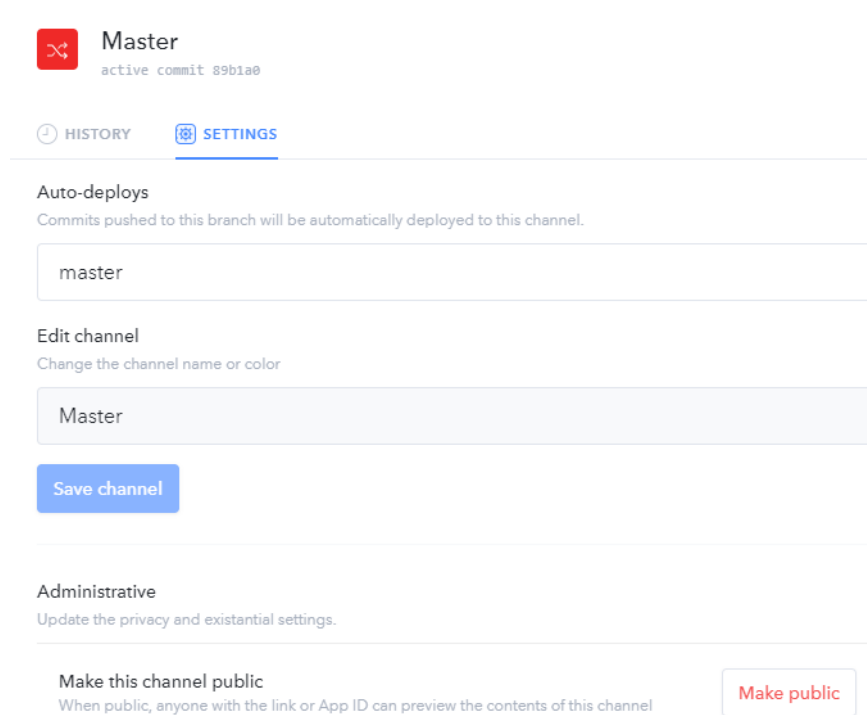 Master
active commit 89b1a0
HISTORY SETTINGS
Auto-deploys
Commits pushed to this branch will be automatically deployed to this channel.
master
Edit channel
Change the channel name or color
Master
Save channel
Administrative
Update the privacy and existantial settings.
Make this channel public
When public, anyone with the link or App ID can preview the contents of this channel
Make public